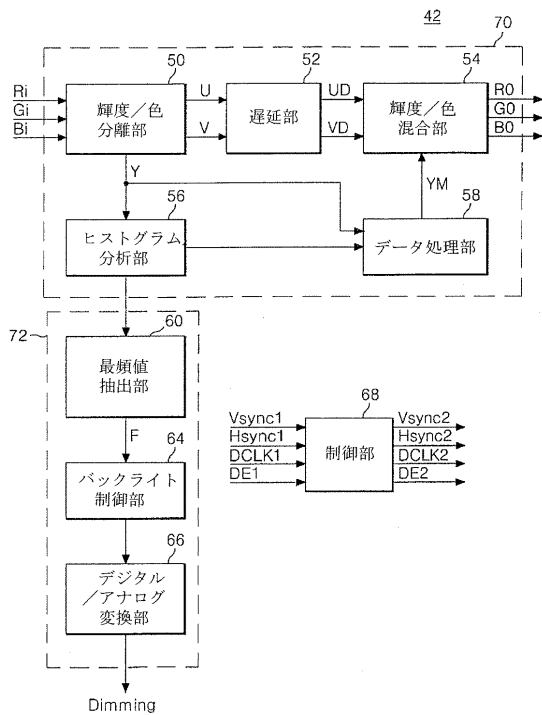 42
70
50
52
54
Ri
Gi
Bi
輝度／色
分離部
U
V
遅延部
UD
VD
輝度／色
混合部
R0
G0
B0
Y
YM
56
58
ヒストグラム
分析部
データ処理部
72
60
最頻値
抽出部
F
64
バックライト
制御部
66
デジタル
／アナログ
変換部
Dimming
68
Vsync1
Hsync1
DCLK1
DE1
制御部
Vsync2
Hsync2
DCLK2
DE2